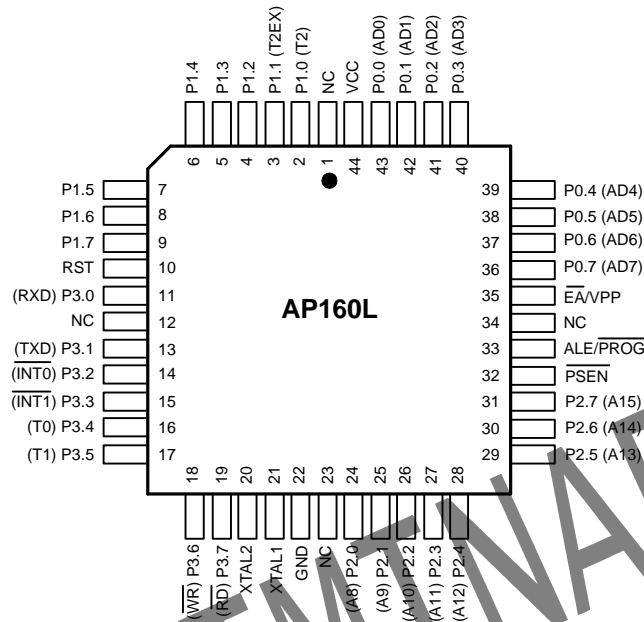 P1.4
P1.3
P1.2
P1.1 (T2EX)
P1.0 (T2)
NC
VCC
P0.0 (AD0)
P0.1 (AD1)
P0.2 (AD2)
P0.3 (AD3)
6
5
4
3
2
1
44
43
42
41
40
P1.5 7
P1.6 8
P1.7 9
RST 10
(RXD) P3.0 11
NC 12
(TXD) P3.1 13
(INT0) P3.2 14
(INT1) P3.3 15
(T0) P3.4 16
(T1) P3.5 17
AP160L
39 P0.4 (AD4)
38 P0.5 (AD5)
37 P0.6 (AD6)
36 P0.7 (AD7)
35 EA/VPP
34 NC
33 ALE/PROG
32 PSEN
31 P2.7 (A15)
30 P2.6 (A14)
29 P2.5 (A13)
18
19
20
21
22
23
24
25
26
27
28
(WR) P3.6
(RD) P3.7
XTAL2
XTAL1
GND
NC
(A8) P2.0
(A9) P2.1
(A10) P2.2
(A11) P2.3
(A12) P2.4